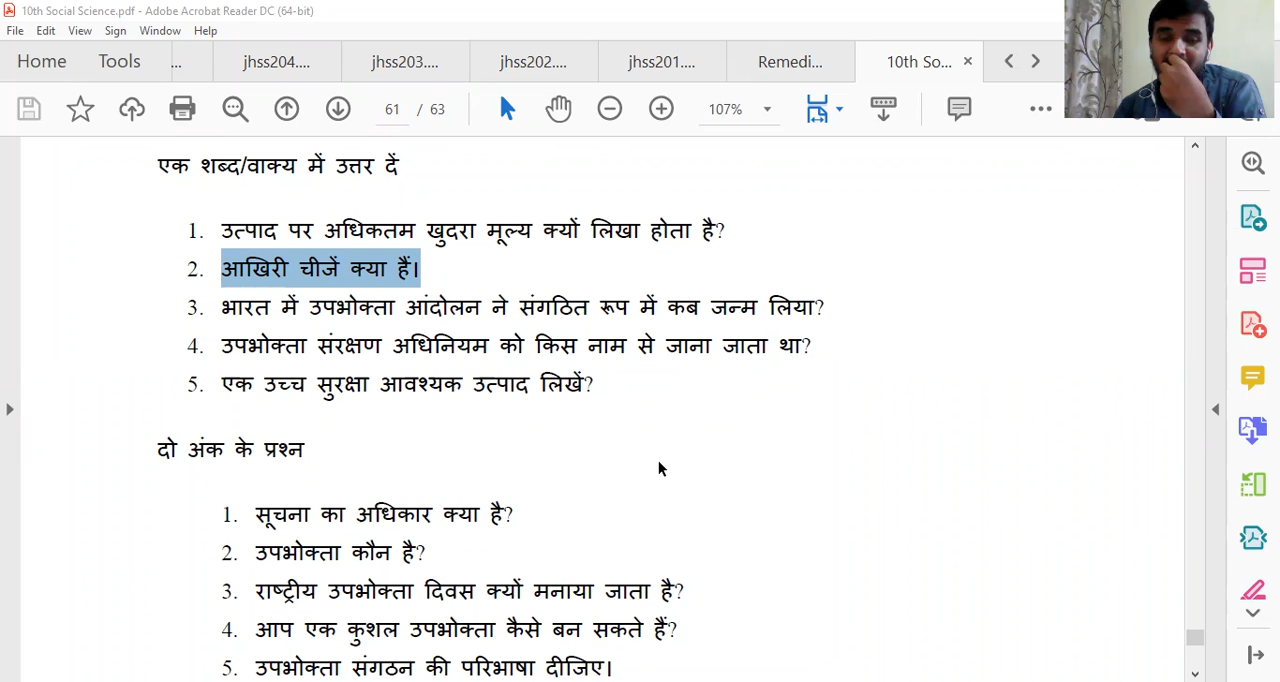 10th Social Science.pdf - Adobe Acrobat Reader DC (64-bit)
File Edit View Sign Window Help
Home Tools ... jhss204.... jhss203.... jhss202.... jhss201.... Remedi... 10th So... ×
61 / 63 107%
एक शब्द/वाक्य में उत्तर दें
1. उत्पाद पर अधिकतम खुदरा मूल्य क्यों लिखा होता है?
2. आखिरी चीजें क्या हैं।
3. भारत में उपभोक्ता आंदोलन ने संगठित रूप में कब जन्म लिया?
4. उपभोक्ता संरक्षण अधिनियम को किस नाम से जाना जाता था?
5. एक उच्च सुरक्षा आवश्यक उत्पाद लिखें?
दो अंक के प्रश्न
1. सूचना का अधिकार क्या है?
2. उपभोक्ता कौन है?
3. राष्ट्रीय उपभोक्ता दिवस क्यों मनाया जाता है?
4. आप एक कुशल उपभोक्ता कैसे बन सकते हैं?
5. उपभोक्ता संगठन की परिभाषा दीजिए।